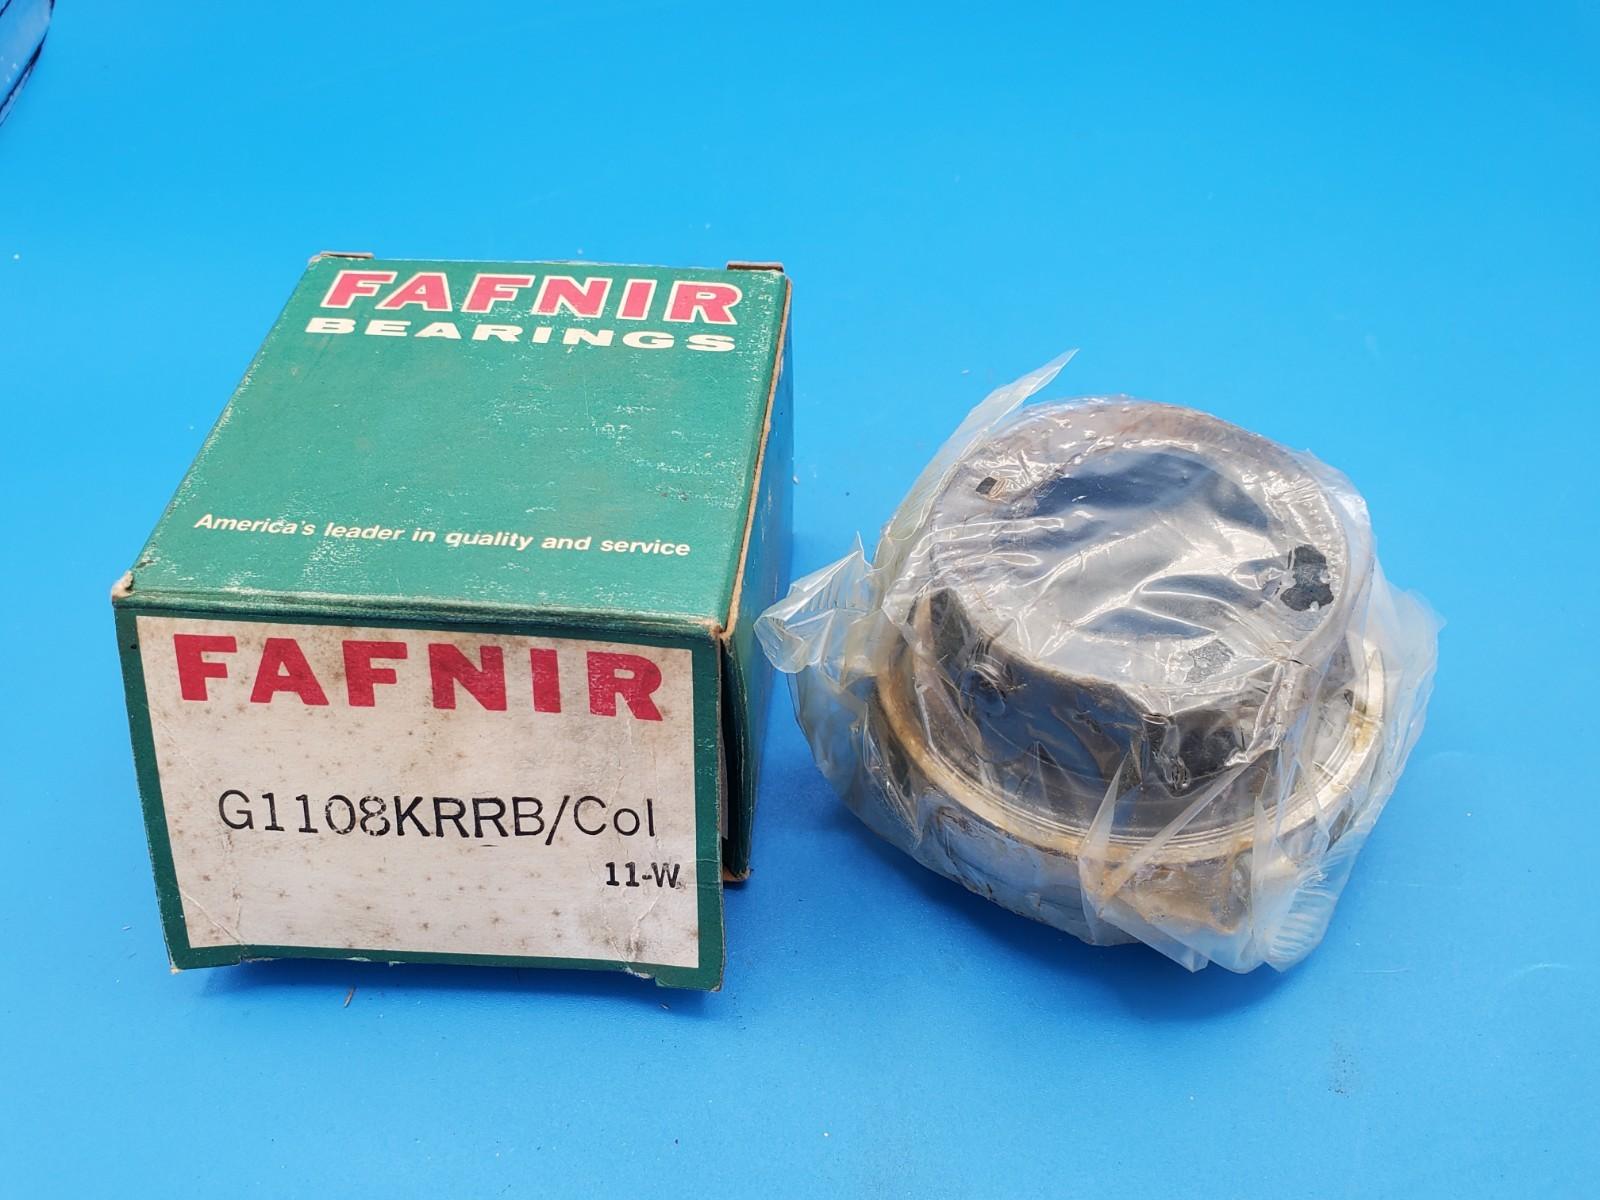 FAFNIR
BEARINGS
America's leader in quality and service
FAFNIR
G1108KRRB/Col
11-W